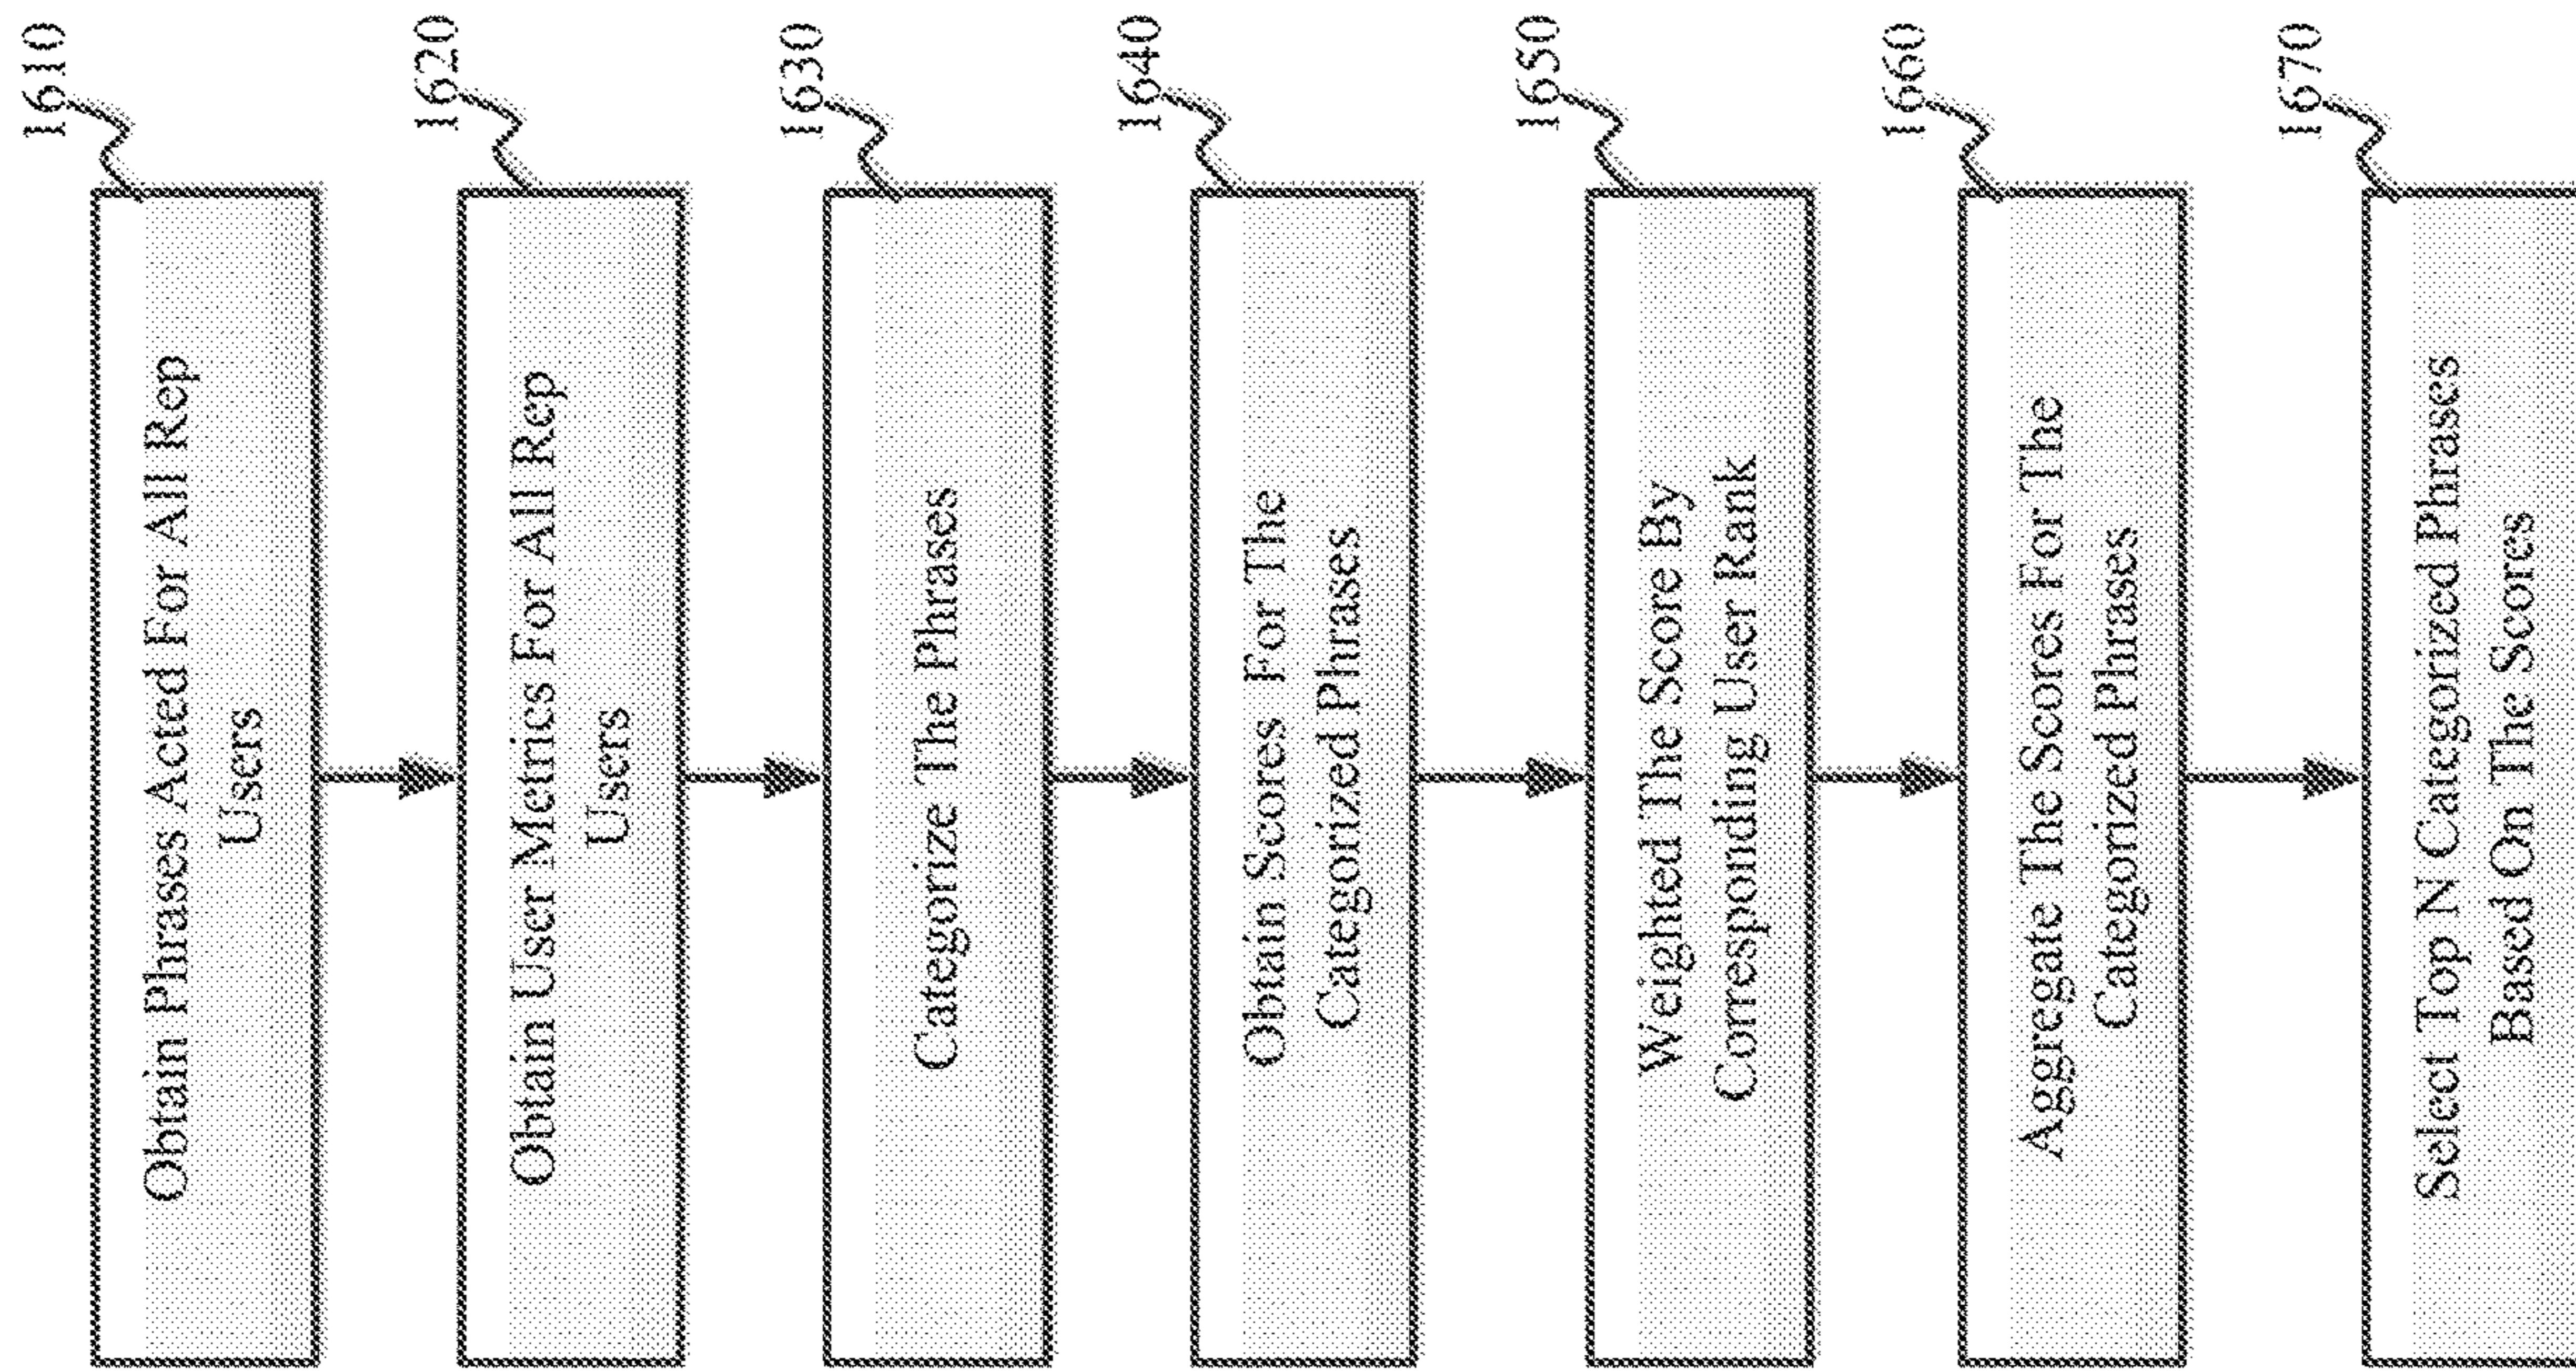 1610
Obtain Phrases Acted For All Rep
Users
1620
Obtain User Metrics For All Rep
Users
1630
Categorize The Phrases
1640
Obtain Scores For The
Categorized Phrases
1650
Weighted The Score By
Corresponding User Rank
1660
Aggregate The Scores For The
Categorized Phrases
1670
Select Top N Categorized Phrases
Based On The Scores